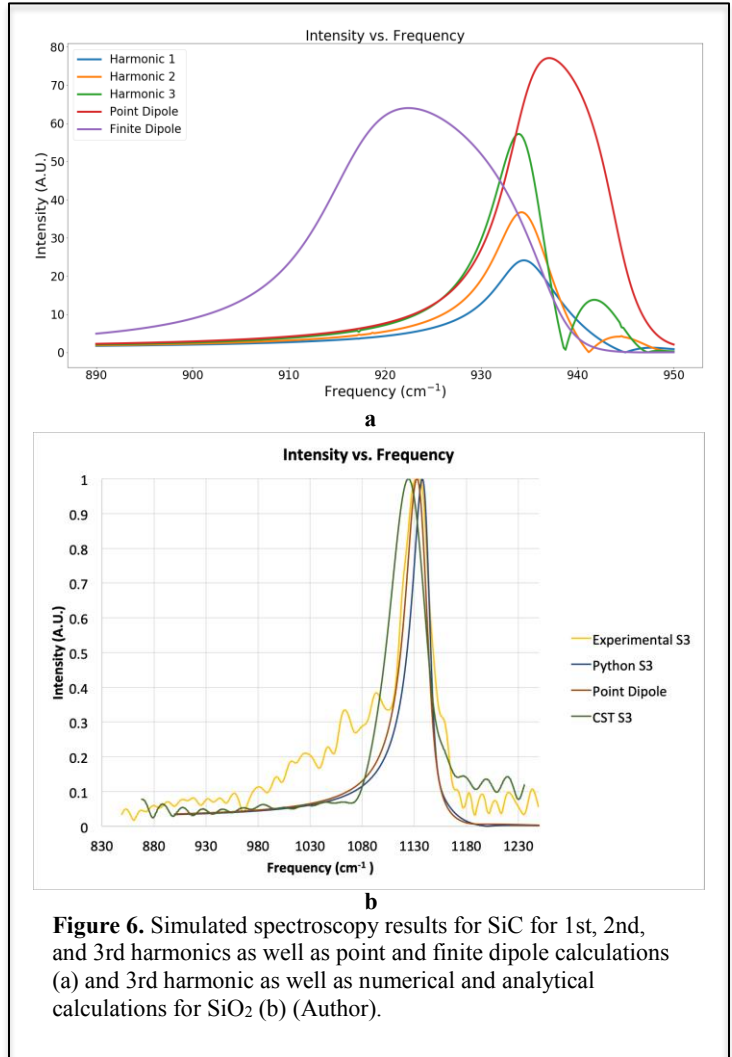 Intensity vs. Frequency
80
70
60
50
40
30
20
10
0
Intensity (A.U.)
Harmonic 1
Harmonic 2
Harmonic 3
Point Dipole
Finite Dipole
890 900 910 920 930 940 950
Frequency (cm⁻¹)
a
Intensity vs. Frequency
1
0.9
0.8
0.7
0.6
0.5
0.4
0.3
0.2
0.1
0
Intensity (A.U.)
Experimental S3
Python S3
Point Dipole
CST S3
830 880 930 980 1030 1080 1130 1180 1230
Frequency (cm⁻¹ )
b
Figure 6. Simulated spectroscopy results for SiC for 1st, 2nd,
and 3rd harmonics as well as point and finite dipole calculations
(a) and 3rd harmonic as well as numerical and analytical
calculations for SiO₂ (b) (Author).